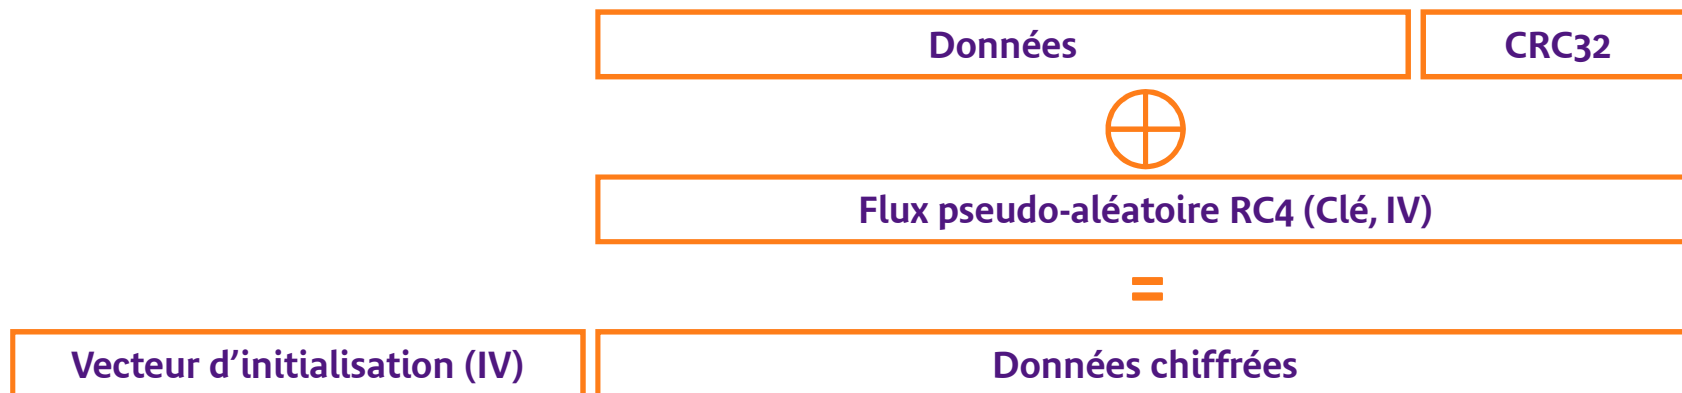 Données
CRC32
Flux pseudo-aléatoire RC4 (Clé, IV)
=
Vecteur d’initialisation (IV)
Données chiffrées